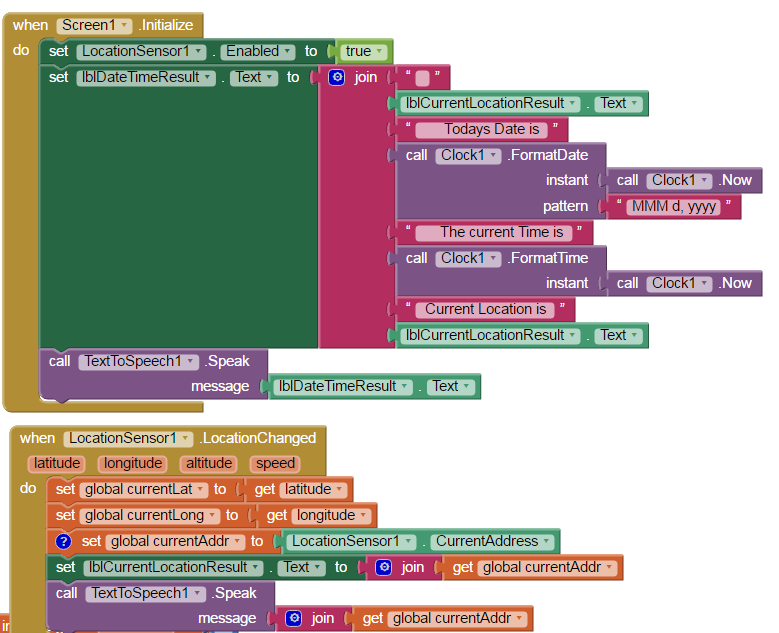 when Screen1 .Initialize
do set LocationSensor1 . Enabled to true
set lblDateTimeResult . Text to join " "
lblCurrentLocationResult . Text
" Todays Date is "
call Clock1 .FormatDate
instant call Clock1 .Now
pattern " MMM d, yyyy "
" The current Time is "
call Clock1 .FormatTime
instant call Clock1 .Now
" Current Location is "
lblCurrentLocationResult . Text
call TextToSpeech1 .Speak
message lblDateTimeResult . Text
when LocationSensor1 .LocationChanged
latitude longitude altitude speed
do set global currentLat to get latitude
set global currentLong to get longitude
? set global currentAddr to LocationSensor1 . CurrentAddress
set lblCurrentLocationResult . Text to join get global currentAddr
call TextToSpeech1 .Speak
message join get global currentAddr
in